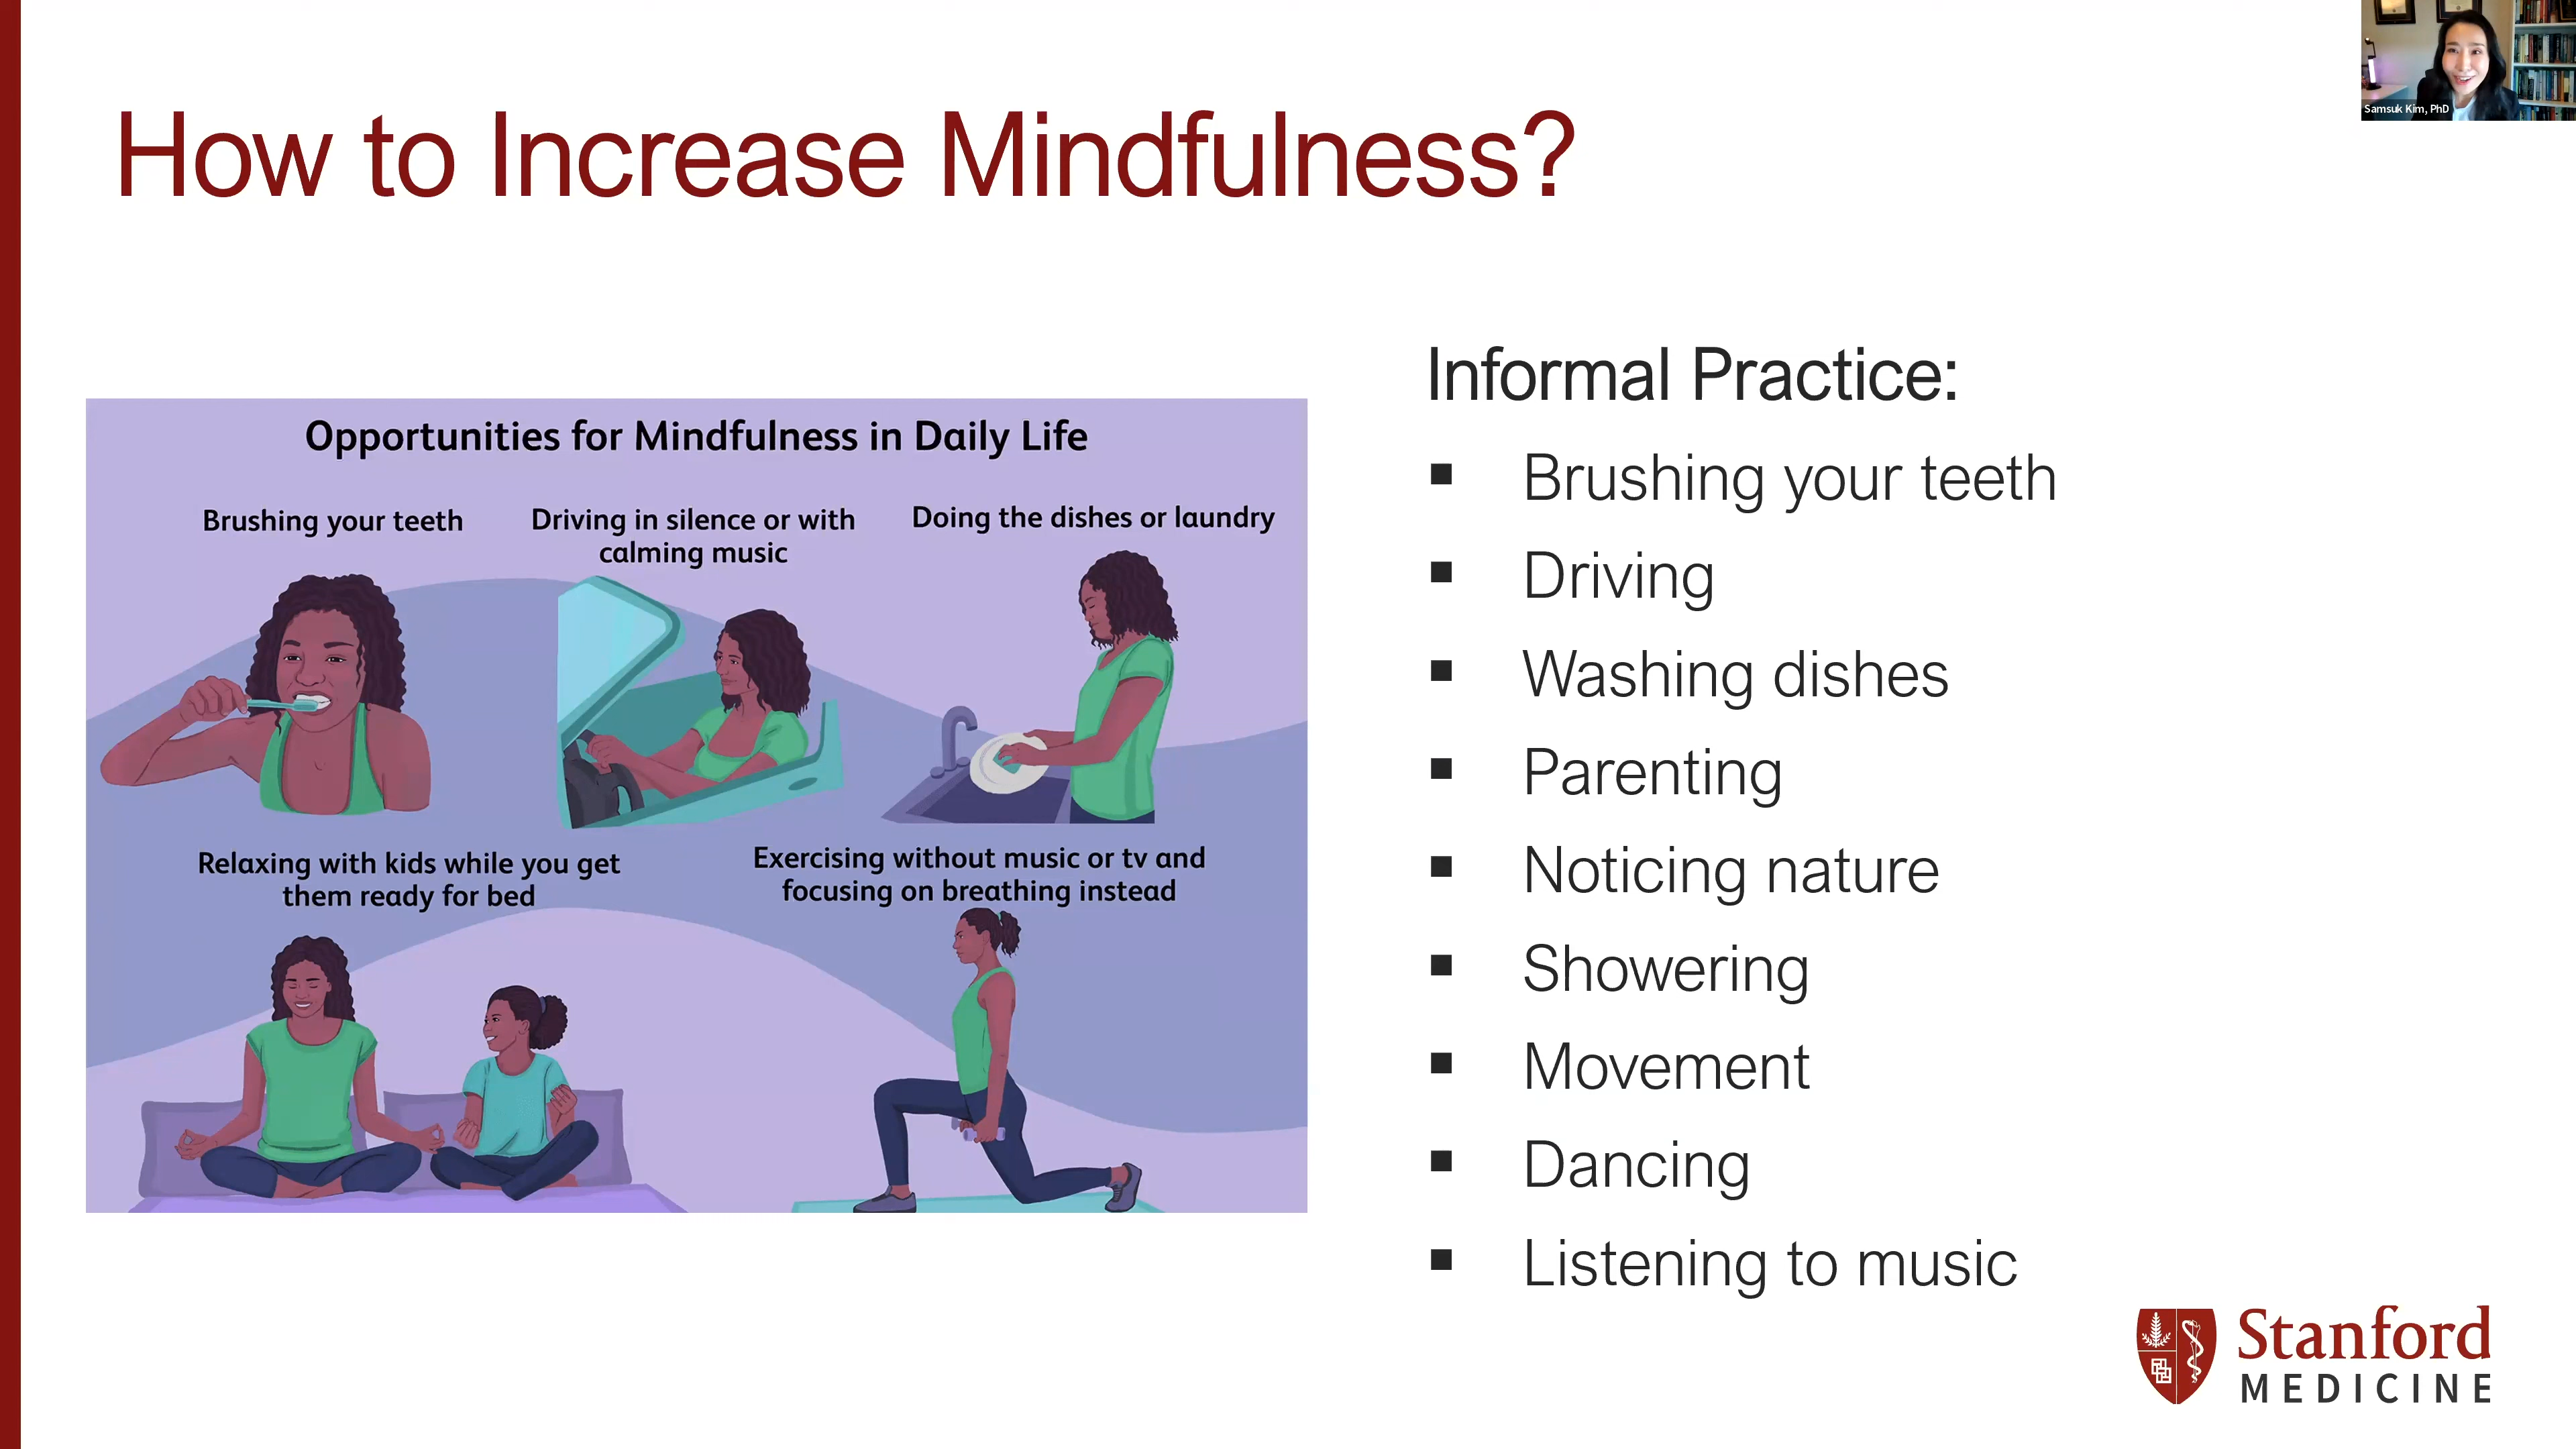 Samsuk Kim, PhD
How to Increase Mindfulness?
Opportunities for Mindfulness in Daily Life
Brushing your teeth
Driving in silence or with
calming music
Doing the dishes or laundry
Relaxing with kids while you get
them ready for bed
Exercising without music or tv and
focusing on breathing instead
Informal Practice:
▪ Brushing your teeth
▪ Driving
▪ Washing dishes
▪ Parenting
▪ Noticing nature
▪ Showering
▪ Movement
▪ Dancing
▪ Listening to music
Stanford
MEDICINE